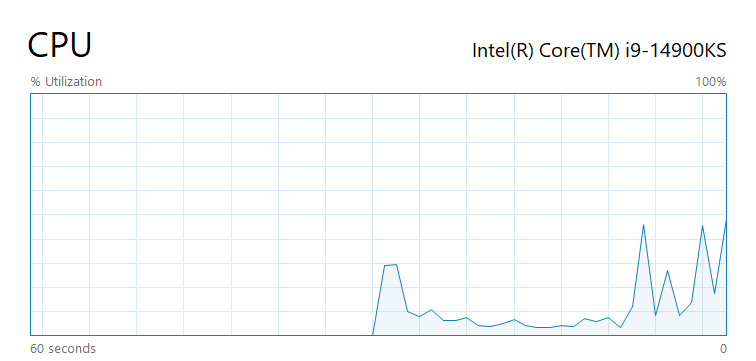 CPU
Intel(R) Core(TM) i9-14900KS
% Utilization
100%
60 seconds
0